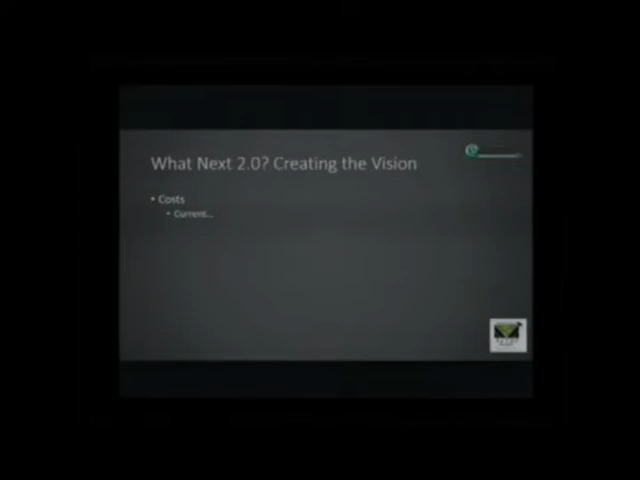 What Next 2.0? Creating the Vision
• Costs
• Current...